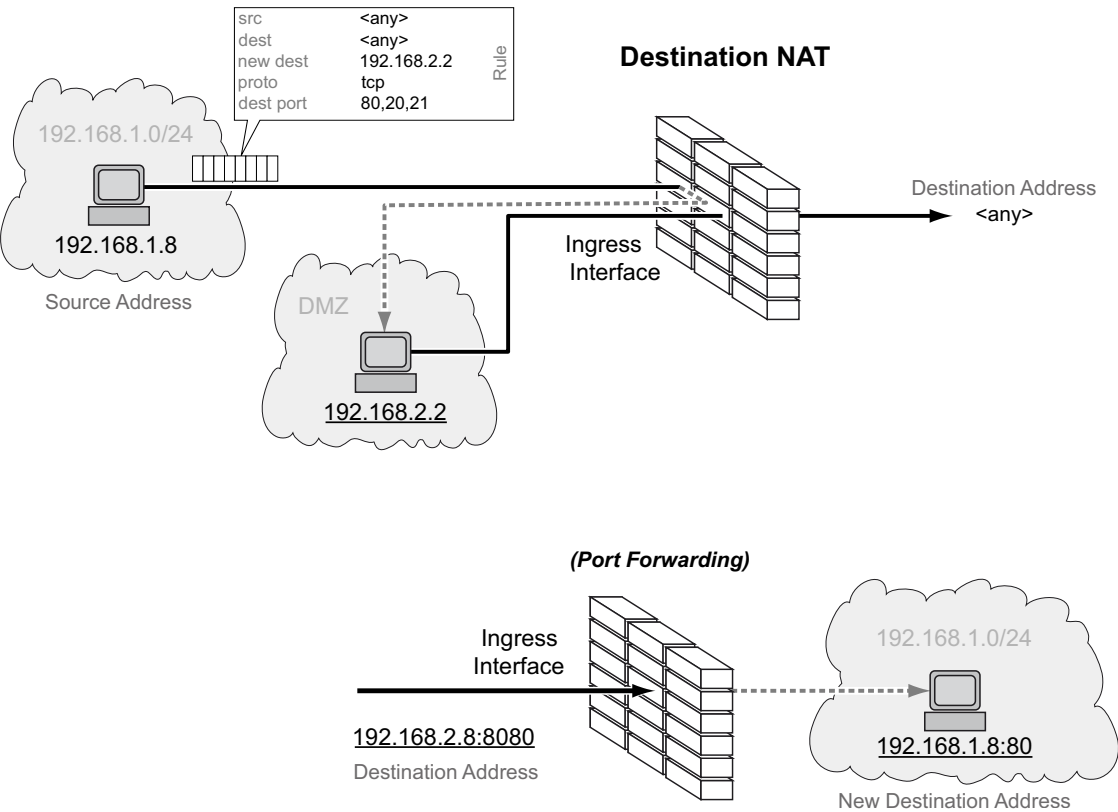 src <any>
dest <any>
new dest 192.168.2.2
proto tcp
dest port 80,20,21
Rule
Destination NAT
192.168.1.0/24
192.168.1.8
Source Address
Destination Address
<any>
Ingress
Interface
DMZ
192.168.2.2
(Port Forwarding)
Ingress
Interface
192.168.2.8:8080
Destination Address
192.168.1.0/24
192.168.1.8:80
New Destination Address